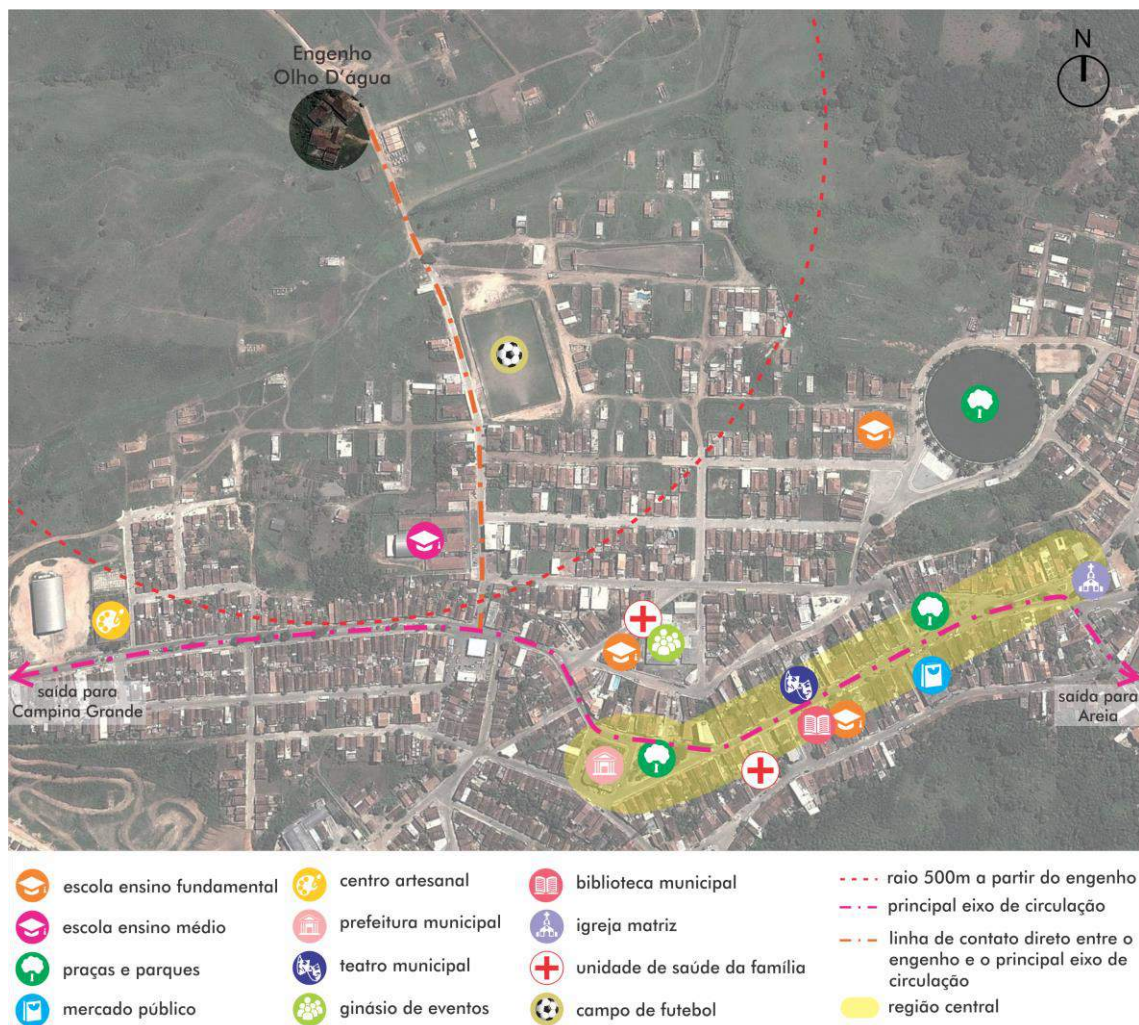 Engenho
Olho D'água
N
saída para
Campina Grande
saída para
Areia
escola ensino fundamental
escola ensino médio
praças e parques
mercado público
centro artesanal
prefeitura municipal
teatro municipal
ginásio de eventos
biblioteca municipal
igreja matriz
unidade de saúde da família
campo de futebol
raio 500m a partir do engenho
principal eixo de circulação
linha de contato direto entre o
engenho e o principal eixo de
circulação
região central